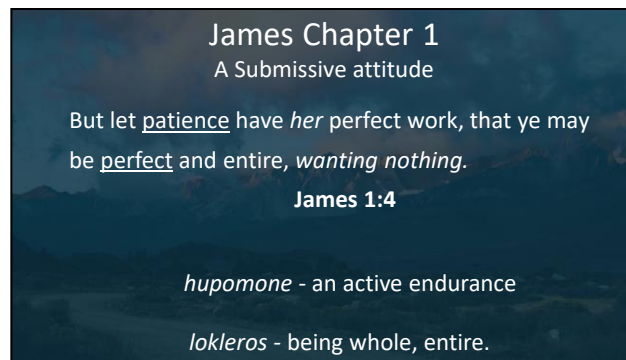 James Chapter 1
A Submissive attitude
But let patience have her perfect work, that ye may
be perfect and entire, wanting nothing.
James 1:4
hupomone - an active endurance
lokleros - being whole, entire.